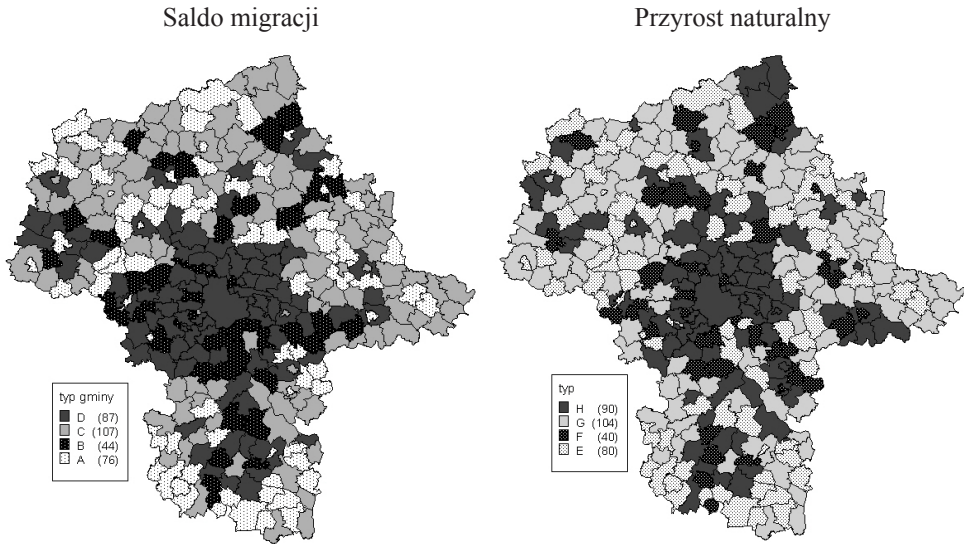 Saldo migracji
Przyrost naturalny
typ gminy
D (87)
C (107)
B (44)
A (76)
typ
H (90)
G (104)
F (40)
E (80)